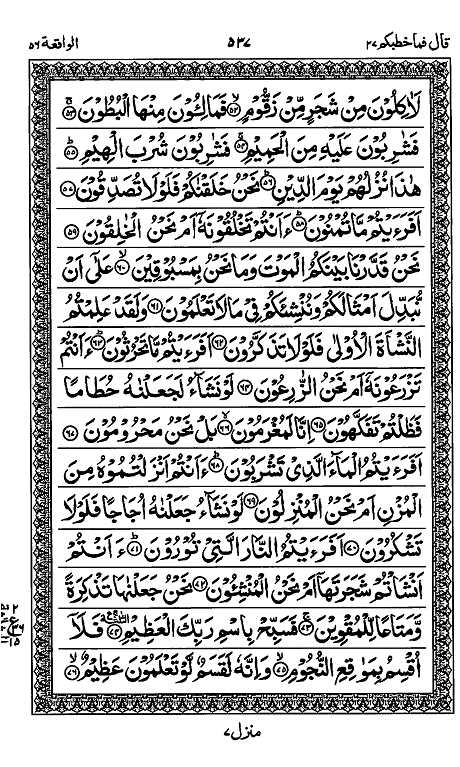 قال فما خطبكم ٢٧ ٥٣٧ الواقعة ٥٦
لَاٰكِلُوْنَ مِنْ شَجَرٍ مِّنْ زَقُّوْمٍ ۙ﴿٥٢﴾ فَمَالِـُٔوْنَ مِنْهَا الْبُطُوْنَ ۚ﴿٥٣﴾
فَشٰرِبُوْنَ عَلَيْهِ مِنَ الْحَمِيْمِ ۚ﴿٥٤﴾ فَشٰرِبُوْنَ شُرْبَ الْهِيْمِ ؕ﴿٥٥﴾
هٰذَا نُزُلُهُمْ يَوْمَ الدِّيْنِ ؕ﴿٥٦﴾ نَحْنُ خَلَقْنٰكُمْ فَلَوْلَا تُصَدِّقُوْنَ ﴿٥٧﴾
اَفَرَءَيْتُمْ مَّا تُمْنُوْنَ ؕ﴿٥٨﴾ ءَاَنْتُمْ تَخْلُقُوْنَهٗۤ اَمْ نَحْنُ الْخٰلِقُوْنَ ﴿٥٩﴾
نَحْنُ قَدَّرْنَا بَيْنَكُمُ الْمَوْتَ وَمَا نَحْنُ بِمَسْبُوْقِيْنَ ۙ﴿٦٠﴾ عَلٰۤى اَنْ
نُّبَدِّلَ اَمْثَالَكُمْ وَنُنْشِئَكُمْ فِيْ مَا لَا تَعْلَمُوْنَ ﴿٦١﴾ وَلَقَدْ عَلِمْتُمُ
النَّشْاَةَ الْاُوْلٰى فَلَوْلَا تَذَكَّرُوْنَ ﴿٦٢﴾ اَفَرَءَيْتُمْ مَّا تَحْرُثُوْنَ ؕ﴿٦٣﴾ ءَاَنْتُمْ
تَزْرَعُوْنَهٗۤ اَمْ نَحْنُ الزّٰرِعُوْنَ ﴿٦٤﴾ لَوْ نَشَآءُ لَجَعَلْنٰهُ حُطَامًا
فَظَلْتُمْ تَفَكَّهُوْنَ ﴿٦٥﴾ اِنَّا لَمُغْرَمُوْنَ ۙ﴿٦٦﴾ بَلْ نَحْنُ مَحْرُوْمُوْنَ ﴿٦٧﴾
اَفَرَءَيْتُمُ الْمَآءَ الَّذِيْ تَشْرَبُوْنَ ؕ﴿٦٨﴾ ءَاَنْتُمْ اَنْزَلْتُمُوْهُ مِنَ
الْمُزْنِ اَمْ نَحْنُ الْمُنْزِلُوْنَ ﴿٦٩﴾ لَوْ نَشَآءُ جَعَلْنٰهُ اُجَاجًا فَلَوْلَا
تَشْكُرُوْنَ ﴿٧٠﴾ اَفَرَءَيْتُمُ النَّارَ الَّتِيْ تُوْرُوْنَ ؕ﴿٧١﴾ ءَاَنْتُمْ
اَنْشَاْتُمْ شَجَرَتَهَاۤ اَمْ نَحْنُ الْمُنْشِـُٔوْنَ ﴿٧٢﴾ نَحْنُ جَعَلْنٰهَا تَذْكِرَةً
وَّمَتَاعًا لِّلْمُقْوِيْنَ ۚ﴿٧٣﴾ فَسَبِّحْ بِاسْمِ رَبِّكَ الْعَظِيْمِ ﴿٧٤﴾ فَلَاۤ
اُقْسِمُ بِمَوٰقِعِ النُّجُوْمِ ۙ﴿٧٥﴾ وَاِنَّهٗ لَقَسَمٌ لَّوْ تَعْلَمُوْنَ عَظِيْمٌ ۙ﴿٧٦﴾
منزل ٧